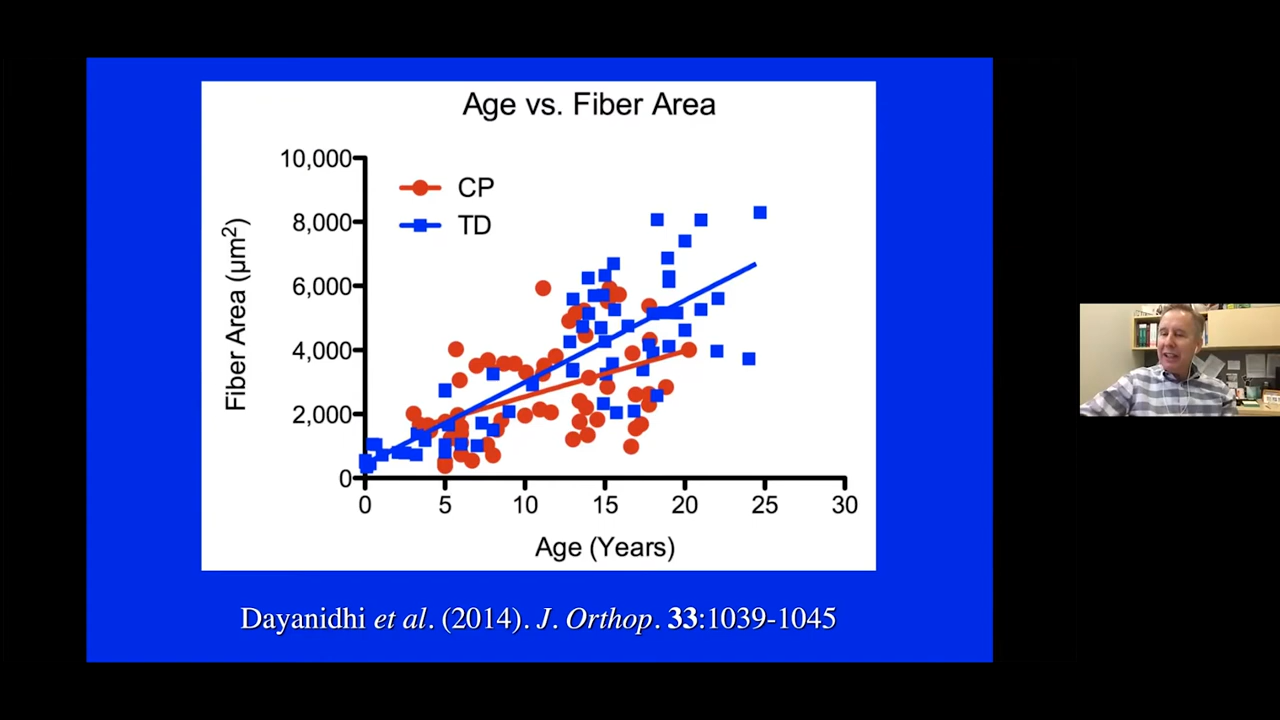 Age vs. Fiber Area
10,000
8,000
6,000
4,000
2,000
0
Fiber Area (μm²)
CP
TD
0 5 10 15 20 25 30
Age (Years)
Dayanidhi et al. (2014). J. Orthop. 33:1039-1045